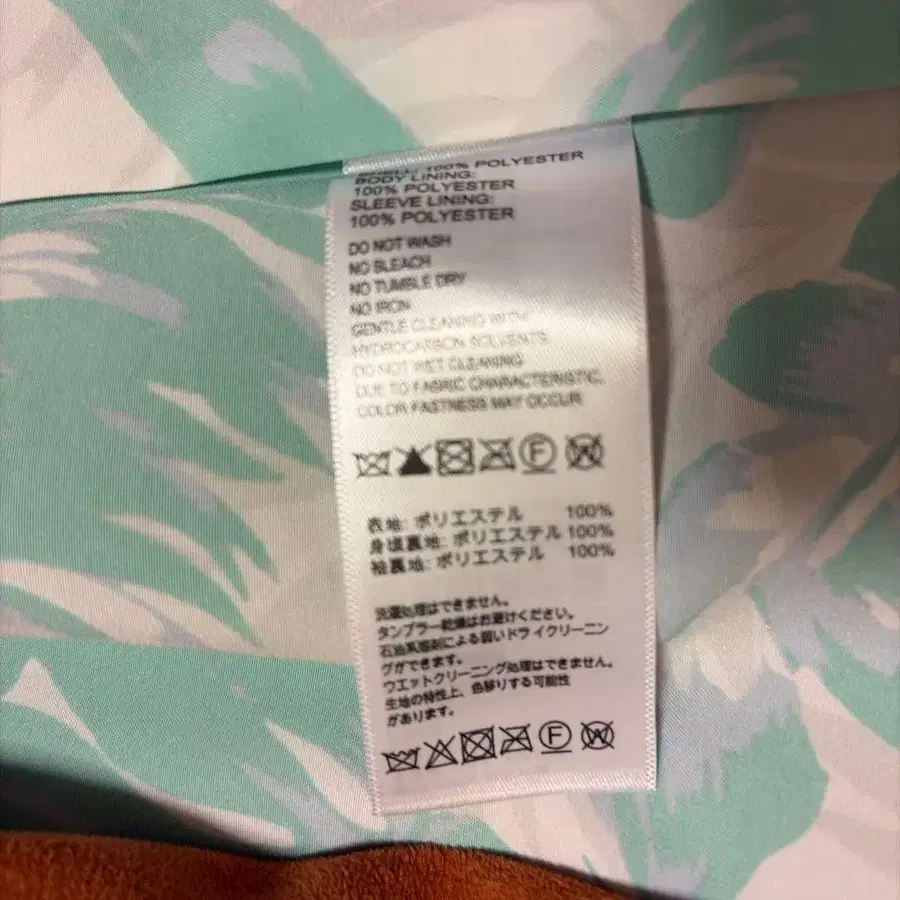 SHELL: 100% POLYESTER
BODY LINING:
100% POLYESTER
SLEEVE LINING:
100% POLYESTER
DO NOT WASH
NO BLEACH
NO TUMBLE DRY
NO IRON
GENTLE CLEANING WITH
HYDROCARBON SOLVENTS
DO NOT WET CLEANING
DUE TO FABRIC CHARACTERISTIC,
COLOR FASTNESS MAY OCCUR
F W
表地: ポリエステル 100%
身頃裏地: ポリエステル 100%
袖裏地: ポリエステル 100%
洗濯処理はできません。
タンブラー乾燥はお避けください。
石油系溶剤による弱いドライクリーニン
グができます。
ウエットクリーニング処理はできません。
生地の特性上、色移りする可能性
があります。
F W